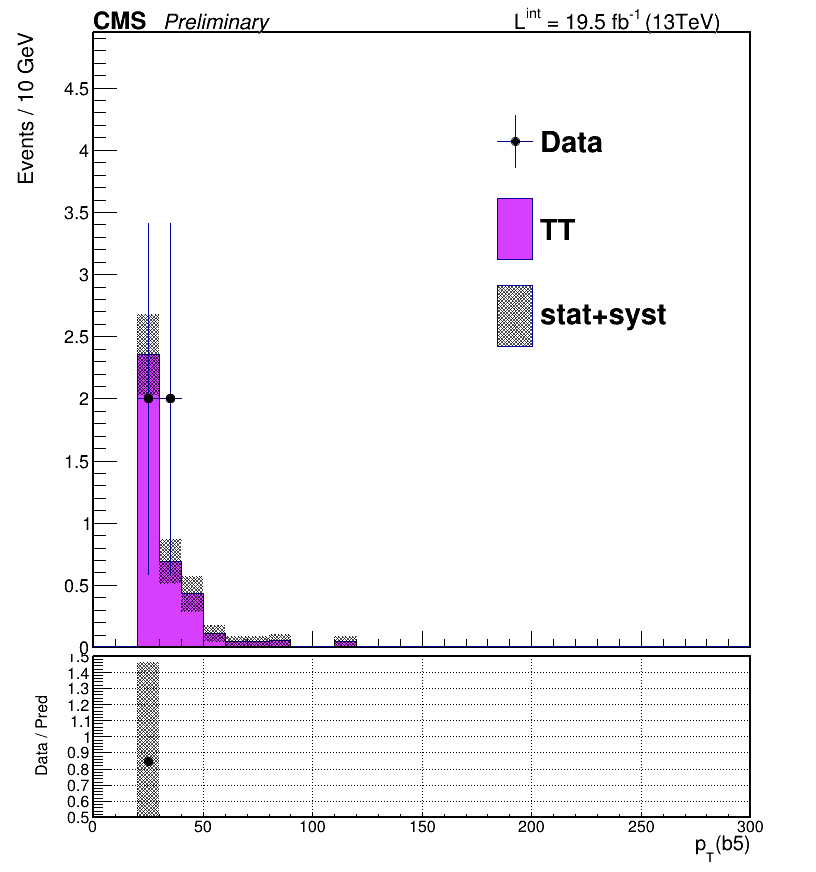 CMS Preliminary
L^int = 19.5 fb^-1 (13TeV)
Events / 10 GeV
4.5
4
3.5
3
2.5
2
1.5
1
0.5
0
Data
TT
stat+syst
Data / Pred
1.5
1.4
1.3
1.2
1.1
1
0.9
0.8
0.7
0.6
0.5
0 50 100 150 200 250 300
p_T(b5)